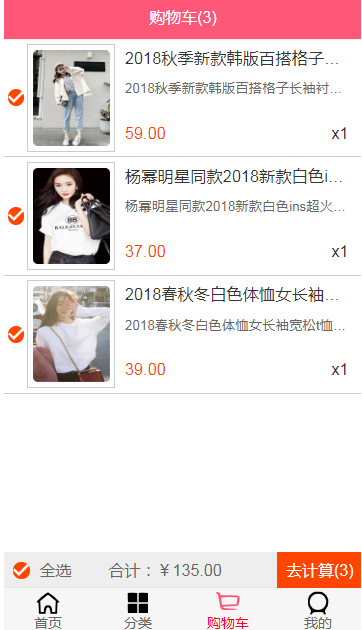 购物车(3)
2018秋季新款韩版百搭格子...
2018秋季新款韩版百搭格子长袖衬...
59.00 x1
杨幂明星同款2018新款白色i...
杨幂明星同款2018新款白色ins超火...
37.00 x1
2018春秋冬白色体恤女长袖...
2018春秋冬白色体恤女长袖宽松t恤...
39.00 x1
全选 合计：￥135.00 去计算(3)
首页 分类 购物车 我的